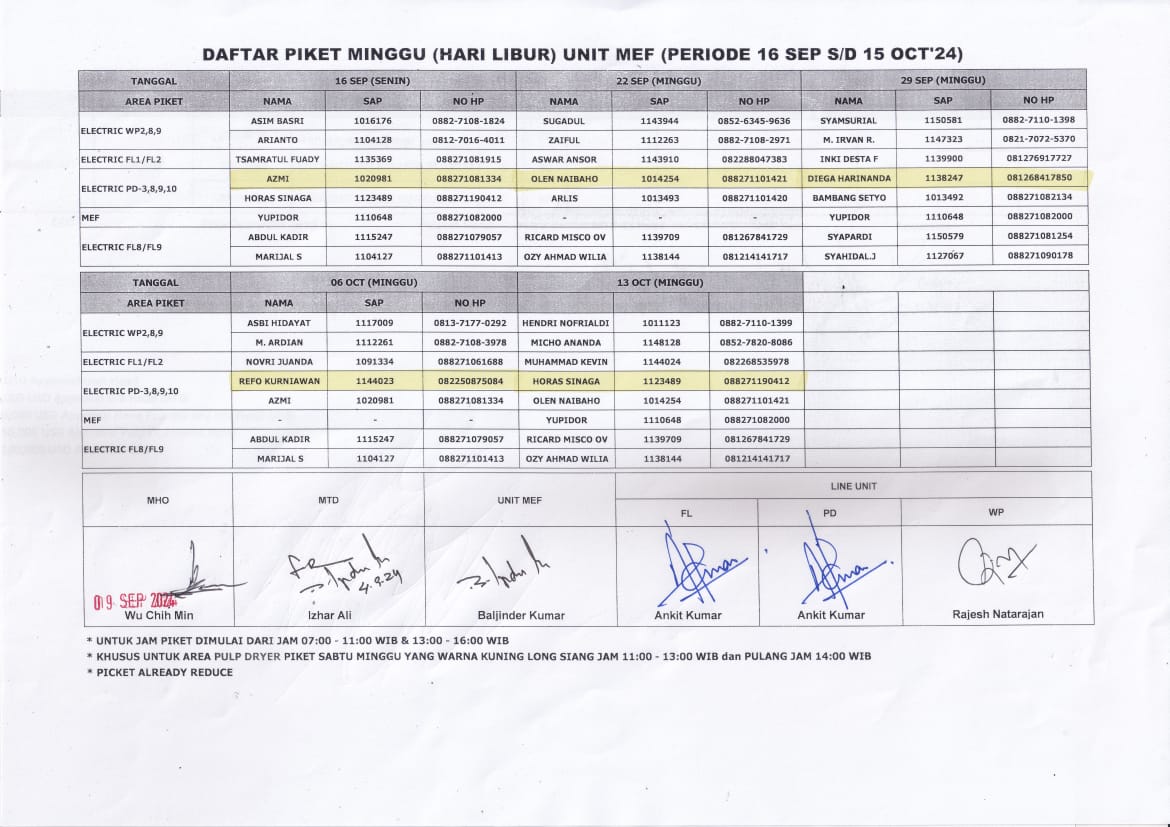 DAFTAR PIKET MINGGU (HARI LIBUR) UNIT MEF (PERIODE 16 SEP S/D 15 OCT'24)
TANGGAL 16 SEP (SENIN) 22 SEP (MINGGU) 29 SEP (MINGGU)
AREA PIKET NAMA SAP NO HP NAMA SAP NO HP NAMA SAP NO HP
ELECTRIC WP2,8,9
ASIM BASRI 1016176 0882-7108-1824 SUGADUL 1143944 0852-6345-9636 SYAMSURIAL 1150581 0882-7110-1398
ARIANTO 1104128 0812-7016-4011 ZAIFUL 1112263 0882-7108-2971 M. IRVAN R. 1147323 0821-7072-5370
ELECTRIC FL1/FL2 TSAMRATUL FUADY 1135369 088271081915 ASWAR ANSOR 1143910 082288047383 INKI DESTA F 1139900 081276917727
ELECTRIC PD-3,8,9,10
AZMI 1020981 088271081334 OLEN NAIBAHO 1014254 088271101421 DIEGA HARINANDA 1138247 081268417850
HORAS SINAGA 1123489 088271190412 ARLIS 1013493 088271101420 BAMBANG SETYO 1013492 088271082134
MEF YUPIDOR 1110648 088271082000 - - - YUPIDOR 1110648 088271082000
ELECTRIC FL8/FL9
ABDUL KADIR 1115247 088271079057 RICARD MISCO OV 1139709 081267841729 SYAPARDI 1150579 088271081254
MARIJAL S 1104127 088271101413 OZY AHMAD WILIA 1138144 081214141717 SYAHIDAL.J 1127067 088271090178
TANGGAL 06 OCT (MINGGU) 13 OCT (MINGGU)
AREA PIKET NAMA SAP NO HP
ELECTRIC WP2,8,9
ASBI HIDAYAT 1117009 0813-7177-0292 HENDRI NOFRIALDI 1011123 0882-7110-1399
M. ARDIAN 1112261 0882-7108-3978 MICHO ANANDA 1148128 0852-7820-8086
ELECTRIC FL1/FL2 NOVRI JUANDA 1091334 088271061688 MUHAMMAD KEVIN 1144024 082268535978
ELECTRIC PD-3,8,9,10
REFO KURNIAWAN 1144023 082250875084 HORAS SINAGA 1123489 088271190412
AZMI 1020981 088271081334 OLEN NAIBAHO 1014254 088271101421
MEF - - - YUPIDOR 1110648 088271082000
ELECTRIC FL8/FL9
ABDUL KADIR 1115247 088271079057 RICARD MISCO OV 1139709 081267841729
MARIJAL S 1104127 088271101413 OZY AHMAD WILIA 1138144 081214141717
MHO MTD UNIT MEF LINE UNIT
FL PD WP
4.9.24
09 SEP 2024
Wu Chih Min Izhar Ali Baljinder Kumar Ankit Kumar Ankit Kumar Rajesh Natarajan
* UNTUK JAM PIKET DIMULAI DARI JAM 07:00 - 11:00 WIB & 13:00 - 16:00 WIB
* KHUSUS UNTUK AREA PULP DRYER PIKET SABTU MINGGU YANG WARNA KUNING LONG SIANG JAM 11:00 - 13:00 WIB dan PULANG JAM 14:00 WIB
* PICKET ALREADY REDUCE